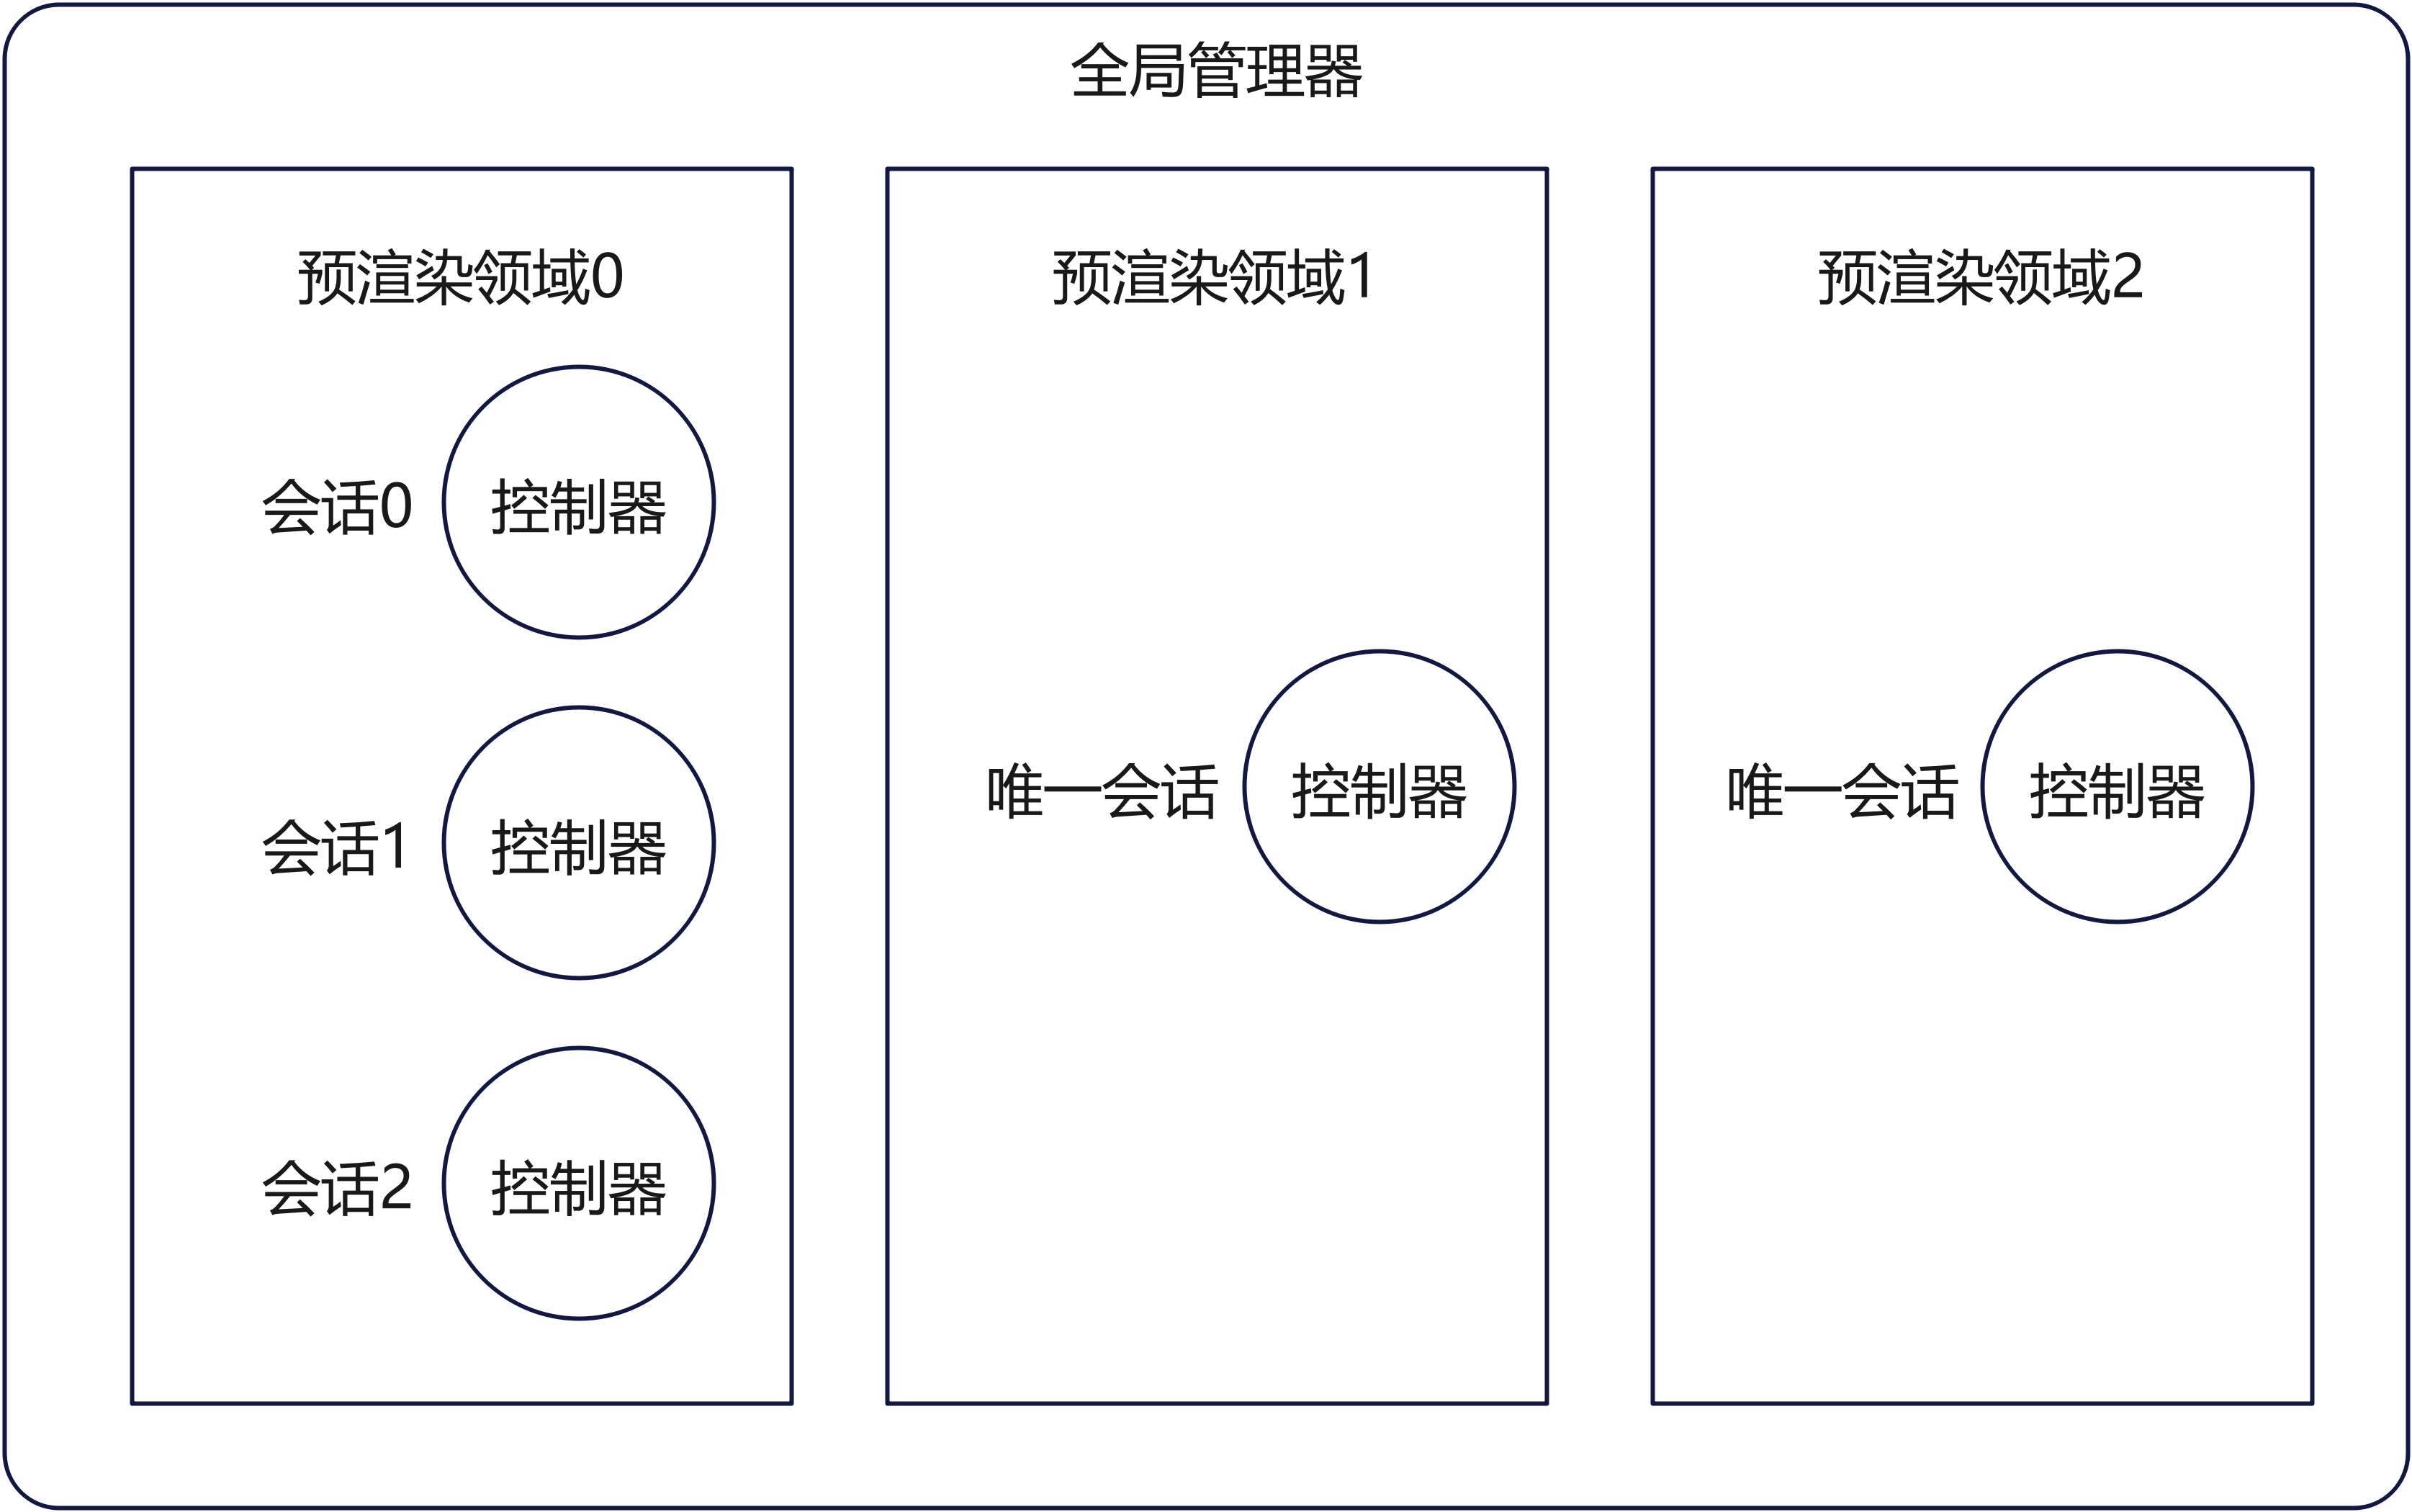 全局管理器
预渲染领域0
会话0 控制器
会话1 控制器
会话2 控制器
预渲染领域1
唯一会话 控制器
预渲染领域2
唯一会话 控制器